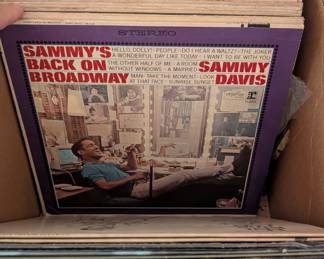 STEREO
SAMMY'S
BACK ON
BROADWAY
HELLO, DOLLY! • PEOPLE • DO I HEAR A WALTZ? • THE JOKER
A WONDERFUL DAY LIKE TODAY • I WANT TO BE WITH YOU
THE OTHER HALF OF ME • A ROOM
WITHOUT WINDOWS • A MARRIED
MAN • TAKE THE MOMENT • LOOK
AT THAT FACE • SUNRISE, SUNSET
SAMMY
DAVIS